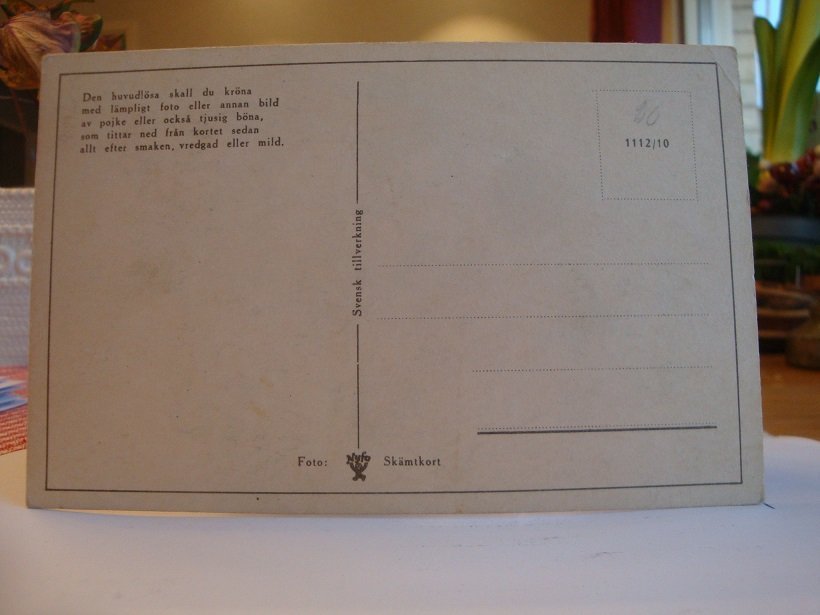 Den huvudlösa skall du kröna
med lämpligt foto eller annan bild
av pojke eller också tjusig böna,
som tittar ned från kortet sedan
allt efter smaken, vredgad eller mild.
Svensk tillverkning
1112/10
Foto: Nyfo Skämtkort